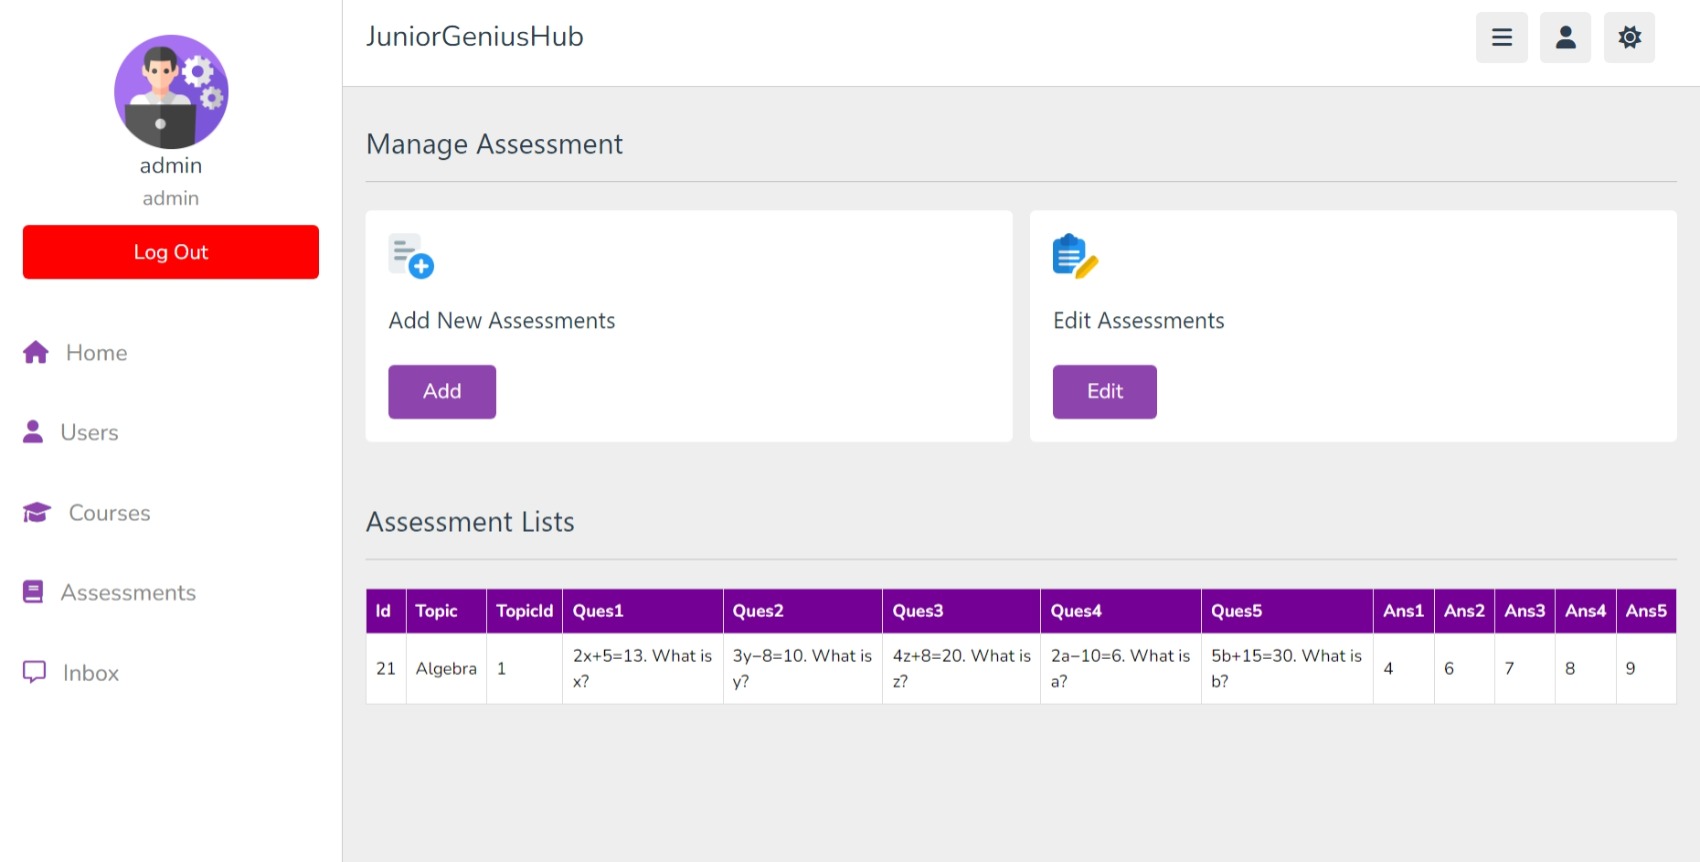 JuniorGeniusHub
admin
admin
Log Out
Home
Users
Courses
Assessments
Inbox
Manage Assessment
Add New Assessments
Add
Edit Assessments
Edit
Assessment Lists
Id Topic TopicId Ques1 Ques2 Ques3 Ques4 Ques5 Ans1 Ans2 Ans3 Ans4 Ans5
21 Algebra 1 2x+5=13. What is x? 3y−8=10. What is y? 4z+8=20. What is z? 2a−10=6. What is a? 5b+15=30. What is b? 4 6 7 8 9